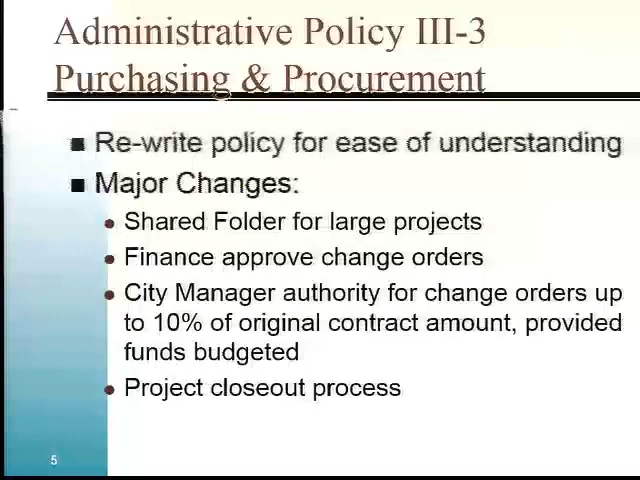 Administrative Policy III-3
Purchasing & Procurement
■ Re-write policy for ease of understanding
■ Major Changes:
● Shared Folder for large projects
● Finance approve change orders
● City Manager authority for change orders up
to 10% of original contract amount, provided
funds budgeted
● Project closeout process
5